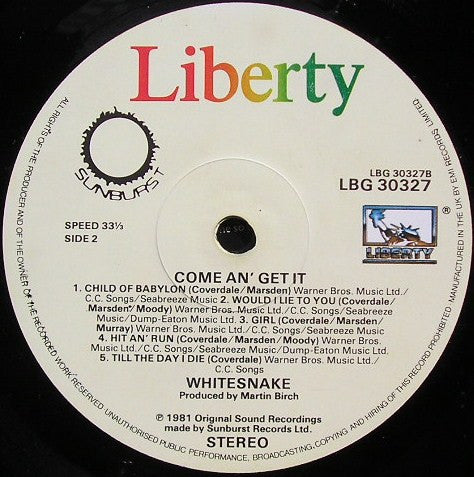 Liberty
SUNBURST
LBG 30327B
LBG 30327
SPEED 33⅓
SIDE 2
®
LIBERTY
COME AN' GET IT
1. CHILD OF BABYLON (Coverdale/Marsden) Warner Bros. Music Ltd./
C.C. Songs/Seabreeze Music 2. WOULD I LIE TO YOU (Coverdale/
Marsden/ Moody) Warner Bros. Music Ltd./C.C. Songs/Seabreeze
Music/Dump-Eaton Music Ltd. 3. GIRL (Coverdale/Marsden/
Murray) Warner Bros. Music Ltd./C.C. Songs/Seabreeze Music
4. HIT AN' RUN (Coverdale/Marsden/Moody) Warner Bros. Music
Ltd./C.C. Songs/Seabreeze Music/Dump-Eaton Music Ltd.
5. TILL THE DAY I DIE (Coverdale) Warner Bros. Music Ltd./
C.C. Songs
WHITESNAKE
Produced by Martin Birch
℗ 1981 Original Sound Recordings
made by Sunburst Records Ltd.
STEREO
ALL RIGHTS OF THE PRODUCER AND OF THE OWNER OF THE RECORDED WORK RESERVED UNAUTHORISED PUBLIC PERFORMANCE, BROADCASTING, COPYING AND HIRING OF THIS RECORD PROHIBITED. MANUFACTURED IN THE UK BY EMI RECORDS LIMITED